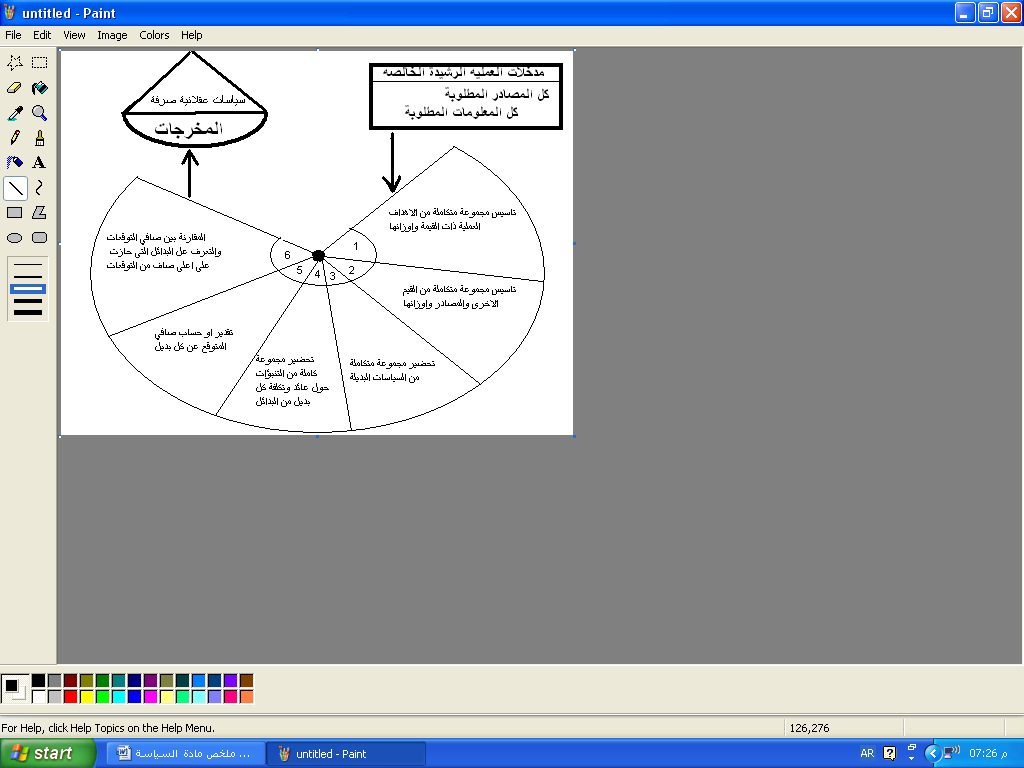 untitled - Paint
File Edit View Image Colors Help
سياسات عقلانية صرفة
المخرجات
مدخلات العمليه الرشيدة الخالصه
كل المصادر المطلوبة
كل المعلومات المطلوبة
1
تاسيس مجموعة متكاملة من الاهداف
العملية ذات القيمة واوزانها
2
تاسيس مجموعة متكاملة من القيم
الاخرى والمصادر واوزانها
3
تحضير مجموعة متكاملة
من السياسات البديلة
4
تحضير مجموعة
كاملة من التنبؤات
حول عائد وتكلفة كل
بديل من البدائل
5
تقدير او حساب صافي
المتوقع عن كل بديل
6
المقارنة بين صافي التوقعات
والتعرف عل البدائل التى حازت
على اعلى صاف من التوقعات
For Help, click Help Topics on the Help Menu.
126,276
start
ملخص مادة السياسة ...
untitled - Paint
AR
07:26 م